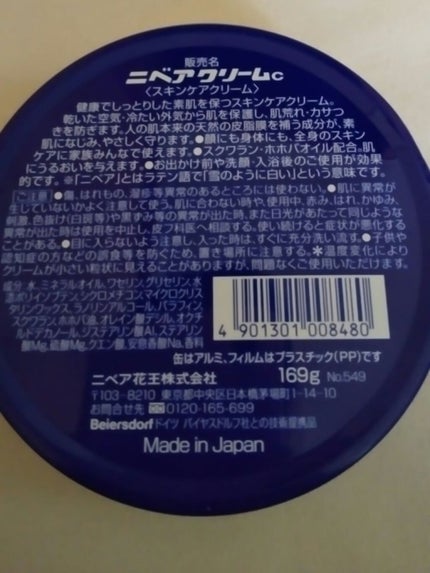 販売名
ニベアクリームC
〈スキンケアクリーム〉
健康でしっとりした素肌を保つスキンケアクリーム。
乾いた空気・冷たい外気から肌を保護し、肌荒れ・カサつ
きを防ぎます。人の肌本来の天然の皮脂膜を補う成分が、素
肌になじみ、やさしく守ります。●顔にも身体にも、全身のスキン
ケアに家族みんなで使えます。●スクワラン・ホホバオイル配合。肌に
うるおいを与えます。●お出かけ前や洗顔・入浴後のご使用が効果
的です。※「ニベア」とはラテン語で「雪のように白い」という意味です。
ご注意 ●傷、はれもの、湿疹等異常のあるところには使わない。●肌に異常が
生じていないかよく注意して使う。肌に合わない時や、使用中、赤み、はれ、かゆみ、
刺激、色抜け(白斑等)や黒ずみ等の異常が出た時、また日光があたって同じような
異常が出た時は使用を中止し、皮フ科医へ相談する。使い続けると症状が悪化する
ことがある。●目に入らないよう注意し、入った時は、すぐに充分洗い流す。●子供や
認知症の方などの誤食等を防ぐため、置き場所に注意する。＊温度変化により
クリームが小さい粒状に見えることがありますが、問題なくご使用いただけます。
成分 水、ミネラルオイル、ワセリン、グリセリン、水
添ポリイソブテン、シクロメチコン、マイクロクリス
タリンワックス、ラノリンアルコール、パラフィン、
スクワラン、ホホバ油、オレイン酸デシル、オクチ
ルドデカノール、ジステアリン酸Al、ステアリン
酸Mg、硫酸Mg、クエン酸、安息香酸Na、香料
4 901301 008480
缶はアルミ、フィルムはプラスチック(PP)です
ニベア花王株式会社 169g No.549
〒103-8210 東京都中央区日本橋茅場町1-14-10
お問合せ先 0120-165-699
Beiersdorf ドイツ バイヤスドルフ社との技術提携品
Made in Japan